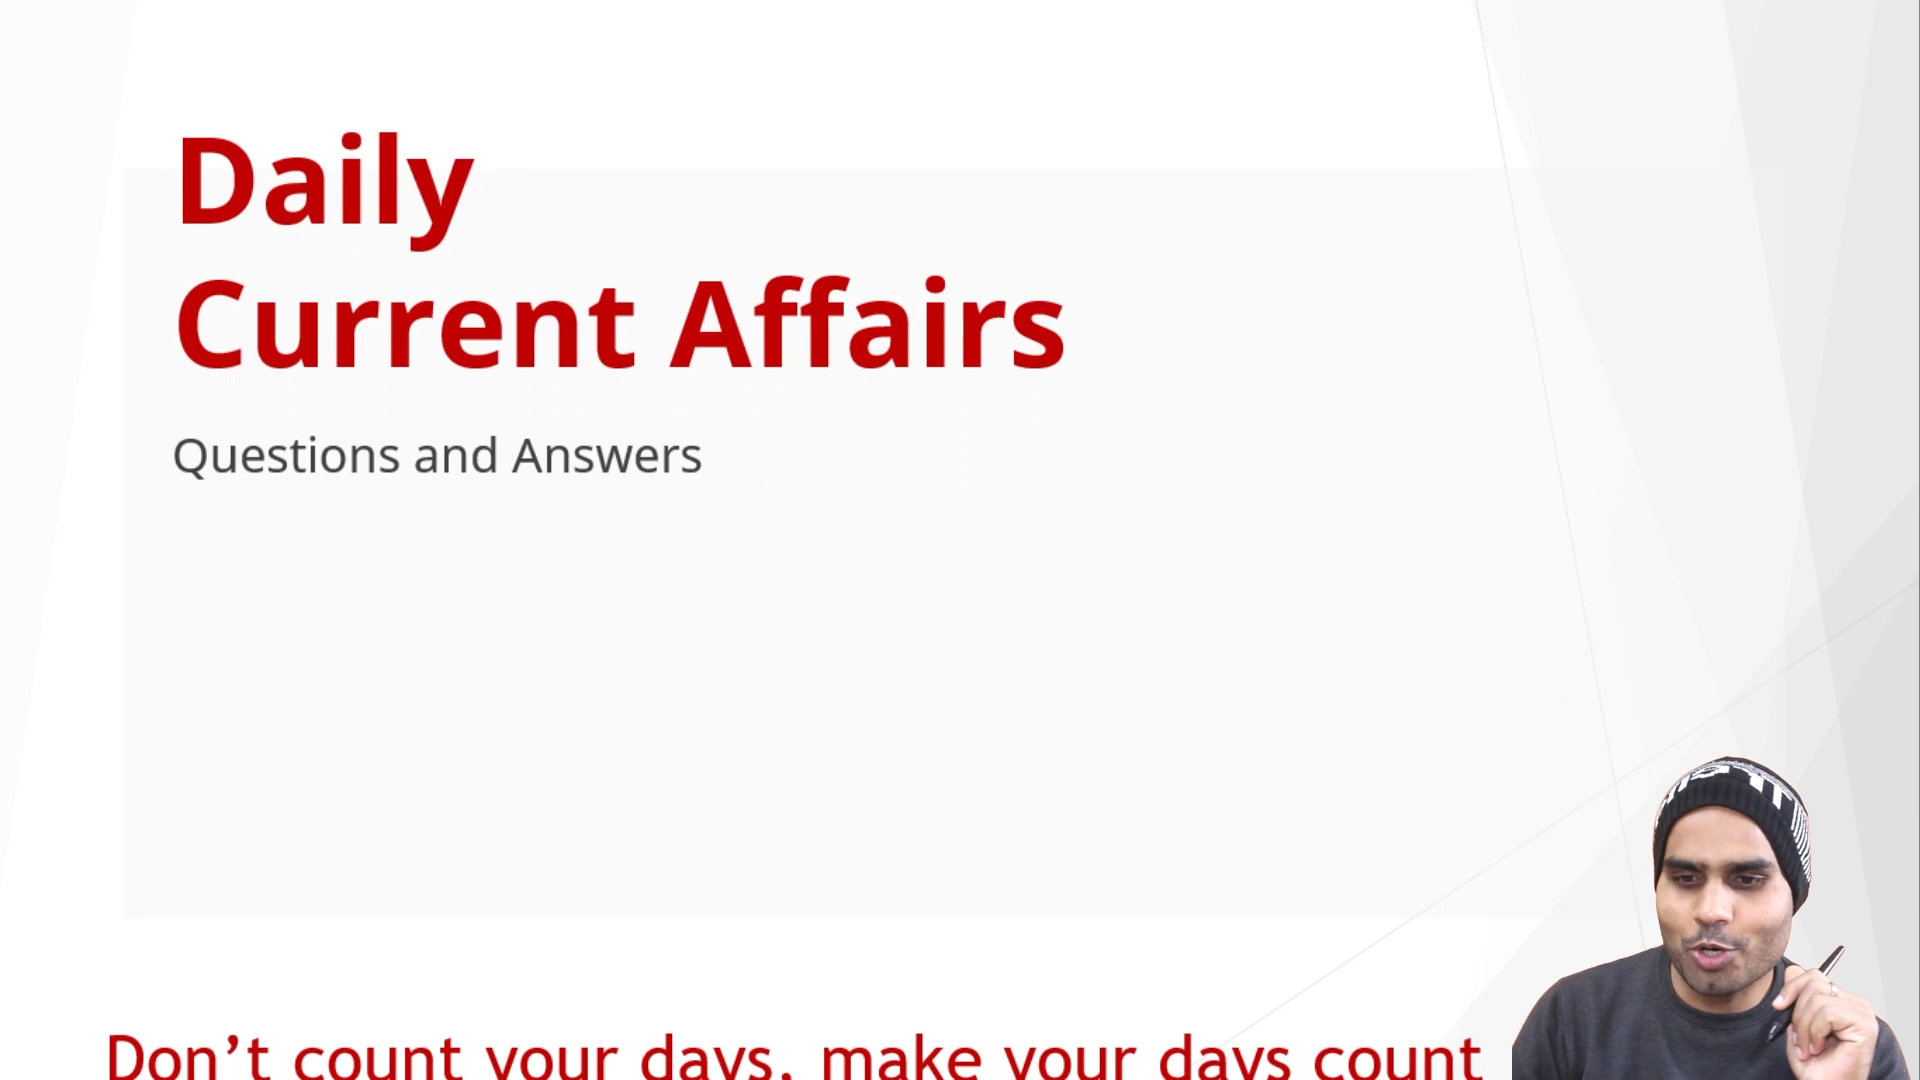 Daily
Current Affairs
Questions and Answers
Don’t count your days, make your days count